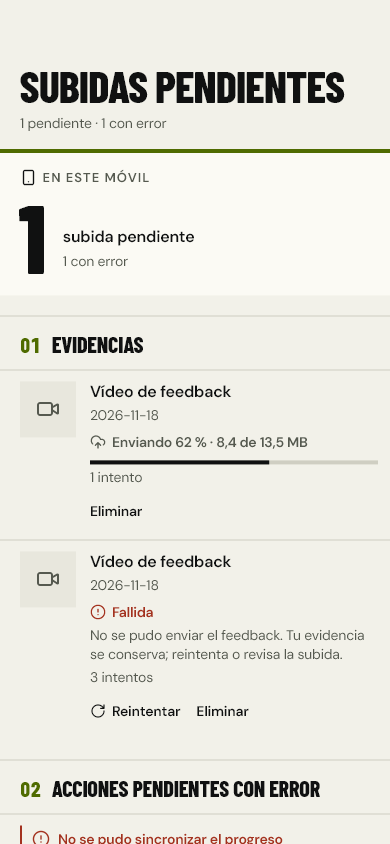 SUBIDAS PENDIENTES
1 pendiente · 1 con error
EN ESTE MÓVIL
1
subida pendiente
1 con error
01 EVIDENCIAS
Vídeo de feedback
2026-11-18
Enviando 62 % · 8,4 de 13,5 MB
1 intento
Eliminar
Vídeo de feedback
2026-11-18
Fallida
No se pudo enviar el feedback. Tu evidencia
se conserva; reintenta o revisa la subida.
3 intentos
Reintentar Eliminar
02 ACCIONES PENDIENTES CON ERROR
No se pudo sincronizar el progreso